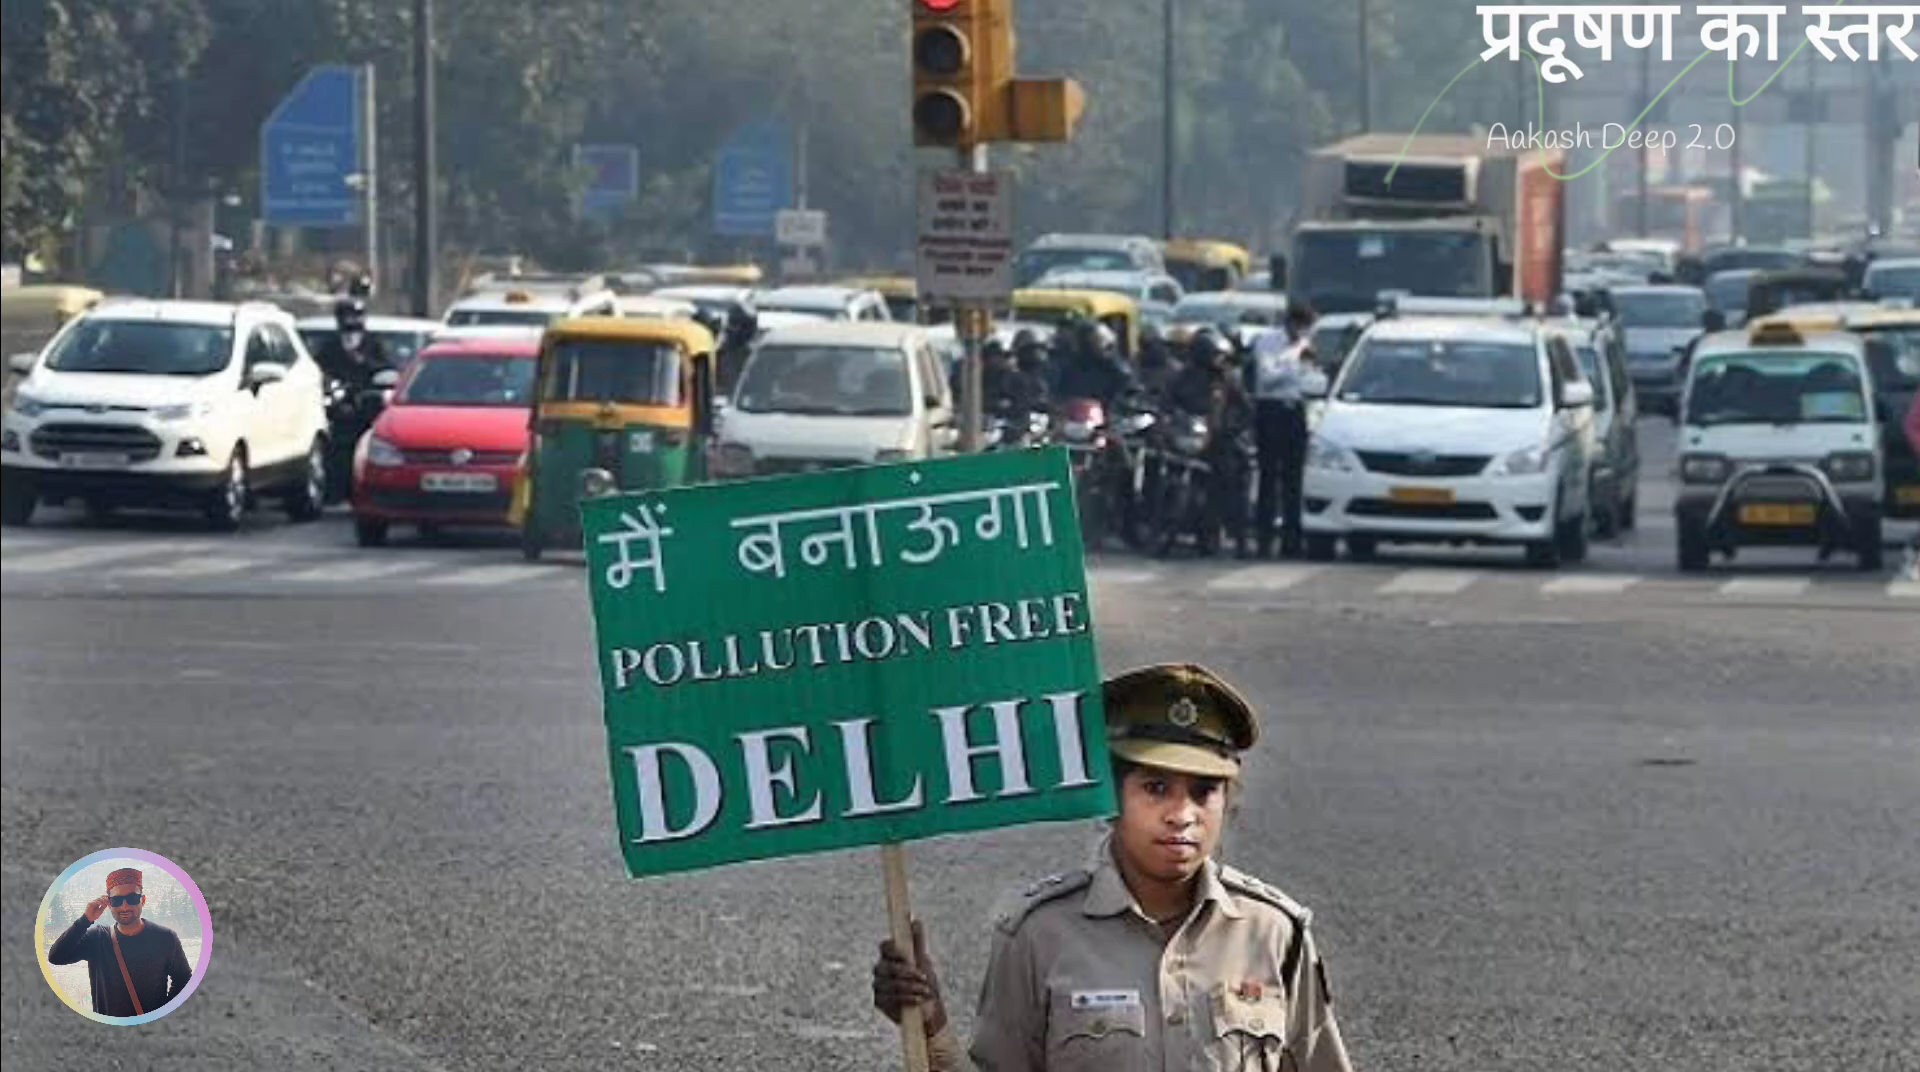 प्रदूषण का स्तर
Aakash Deep 2.0
मैं बनाऊंगा
POLLUTION FREE
DELHI